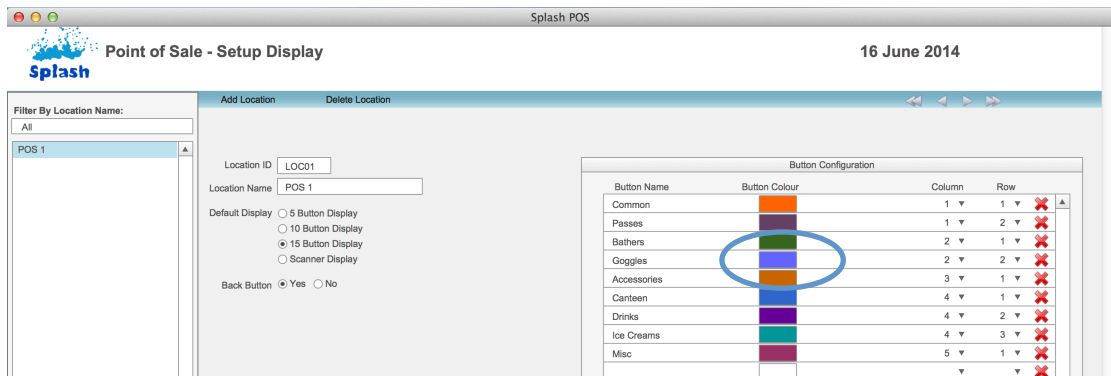 Splash POS
Splash
Point of Sale - Setup Display
16 June 2014
Add Location Delete Location
Filter By Location Name:
All
POS 1
Location ID LOC01
Location Name POS 1
Default Display 5 Button Display
10 Button Display
15 Button Display
Scanner Display
Back Button Yes No
Button Configuration
Button Name Button Colour Column Row
Common 1 1
Passes 1 2
Bathers 2 1
Goggles 2 2
Accessories 3 1
Canteen 4 1
Drinks 4 2
Ice Creams 4 3
Misc 5 1